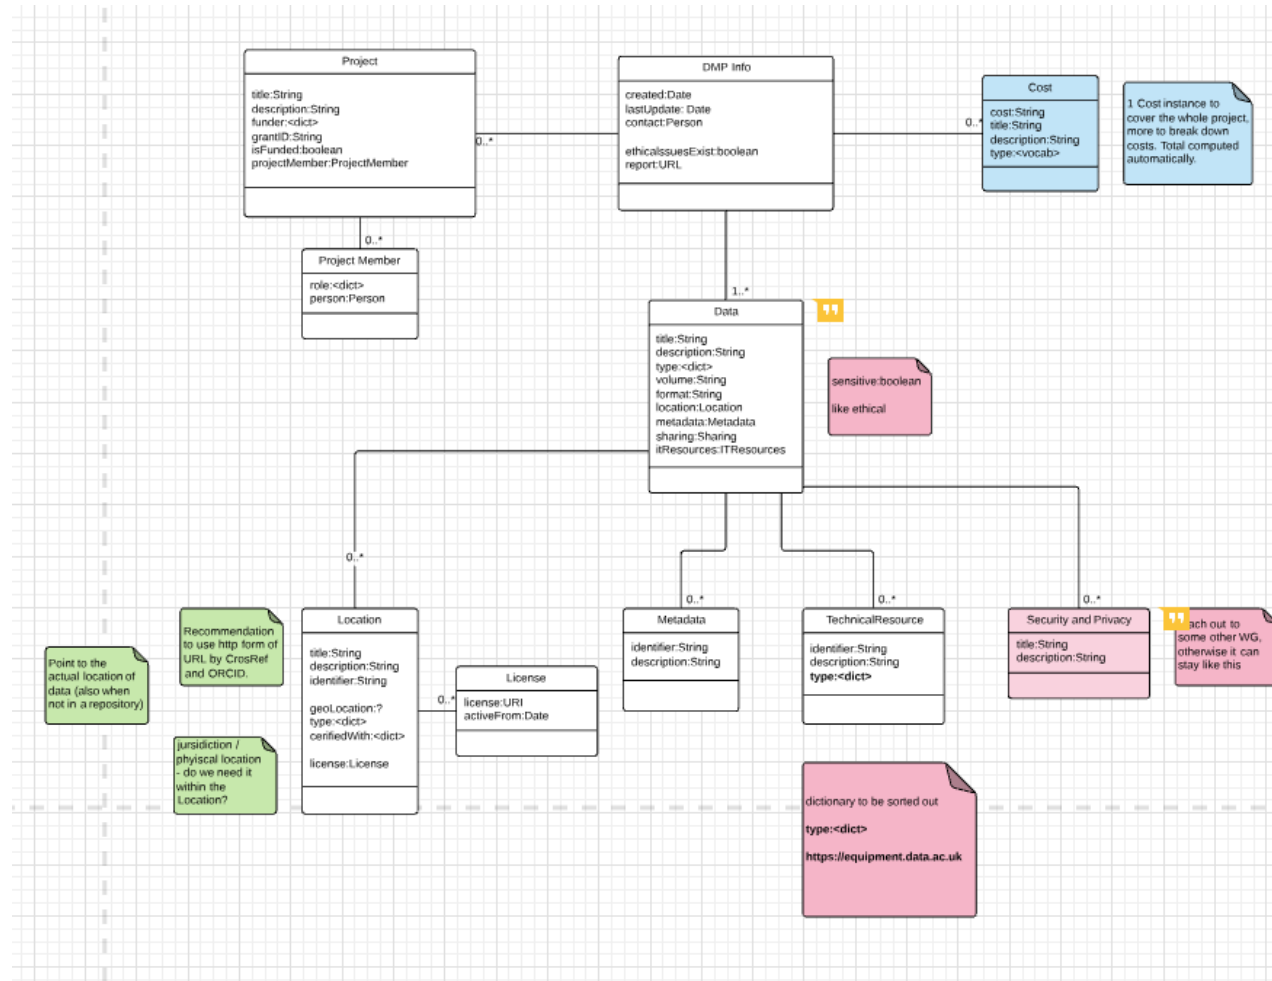 Project
title:String
description:String
funder:<dict>
grantID:String
isFunded:boolean
projectMember:ProjectMember
0..*
DMP Info
created:Date
lastUpdate: Date
contact:Person
ethicalIssuesExist:boolean
report:URL
0..*
Cost
cost:String
title:String
description:String
type:<vocab>
1 Cost instance to
cover the whole project,
more to break down
costs. Total computed
automatically.
0..*
Project Member
role:<dict>
person:Person
1..*
Data
title:String
description:String
type:<dict>
volume:String
format:String
location:Location
metadata:Metadata
sharing:Sharing
itResources:ITResources
sensitive:boolean
like ethical
0..*
0..*
0..*
0..*
Point to the
actual location of
data (also when
not in a repository)
Recommendation
to use http form of
URL by CrosRef
and ORCID.
jursidiction /
phyiscal location
- do we need it
within the
Location?
Location
title:String
description:String
identifier:String
geoLocation:?
type:<dict>
cerifiedWith:<dict>
license:License
0..*
License
license:URI
activeFrom:Date
Metadata
identifier:String
description:String
TechnicalResource
identifier:String
description:String
type:<dict>
Security and Privacy
title:String
description:String
ach out to
some other WG,
otherwise it can
stay like this
dictionary to be sorted out
type:<dict>
https://equipment.data.ac.uk